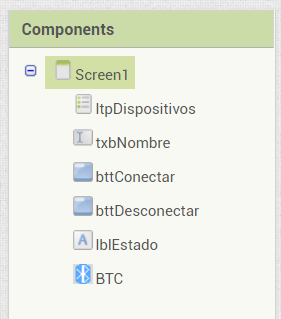 Components
Screen1
ltpDispositivos
txbNombre
bttConectar
bttDesconectar
lblEstado
BTC